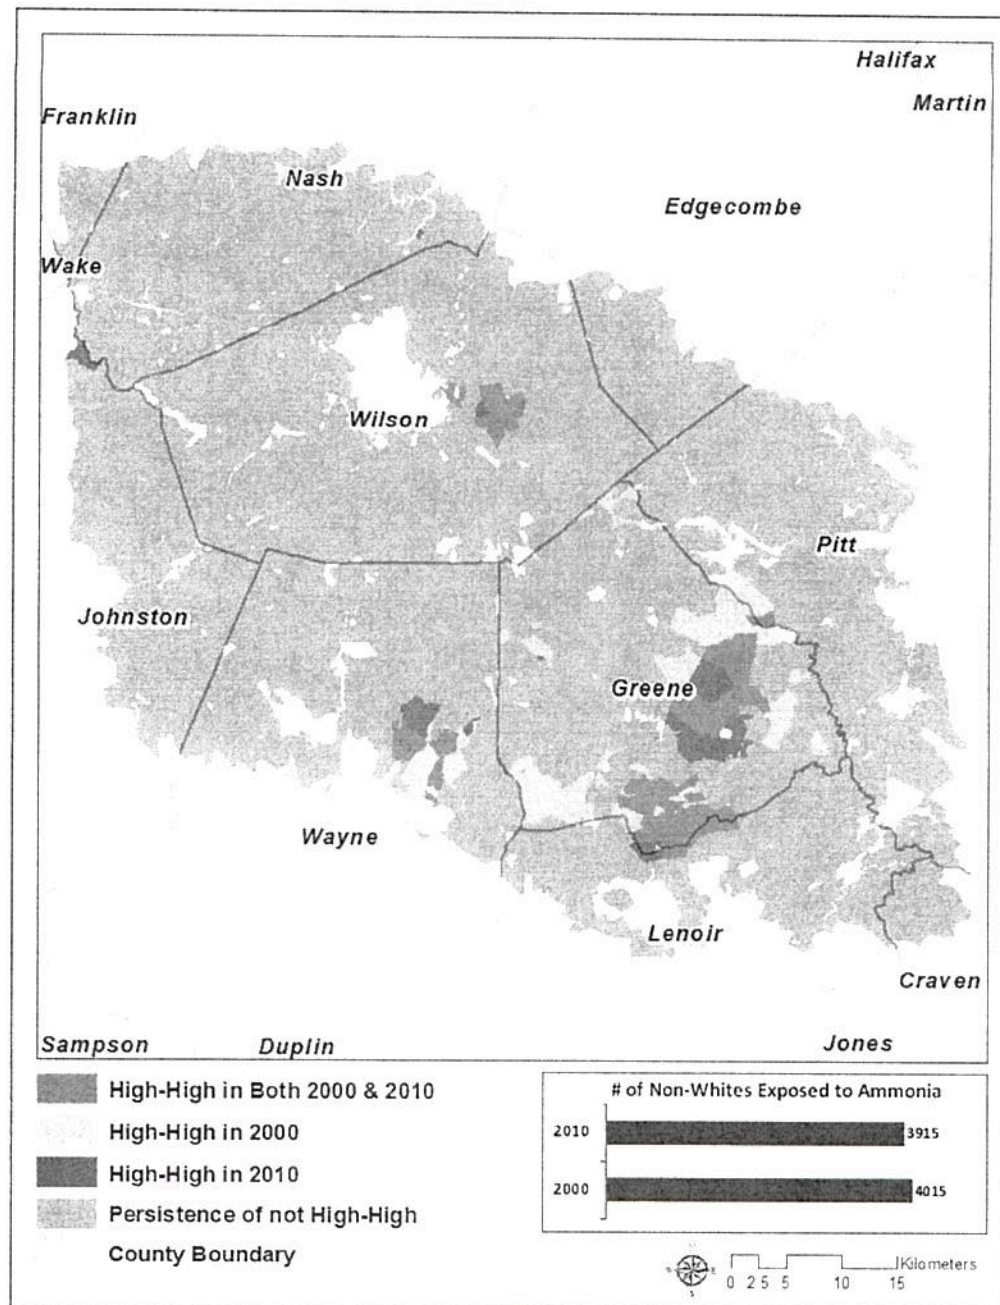 Halifax
Martin
Franklin
Nash
Edgecombe
Wake
Wilson
Pitt
Johnston
Greene
Wayne
Lenoir
Craven
Sampson Duplin Jones
High-High in Both 2000 & 2010
High-High in 2000
High-High in 2010
Persistence of not High-High
County Boundary
# of Non-Whites Exposed to Ammonia
2010 3915
2000 4015
Kilometers
0 2 5 5 10 15